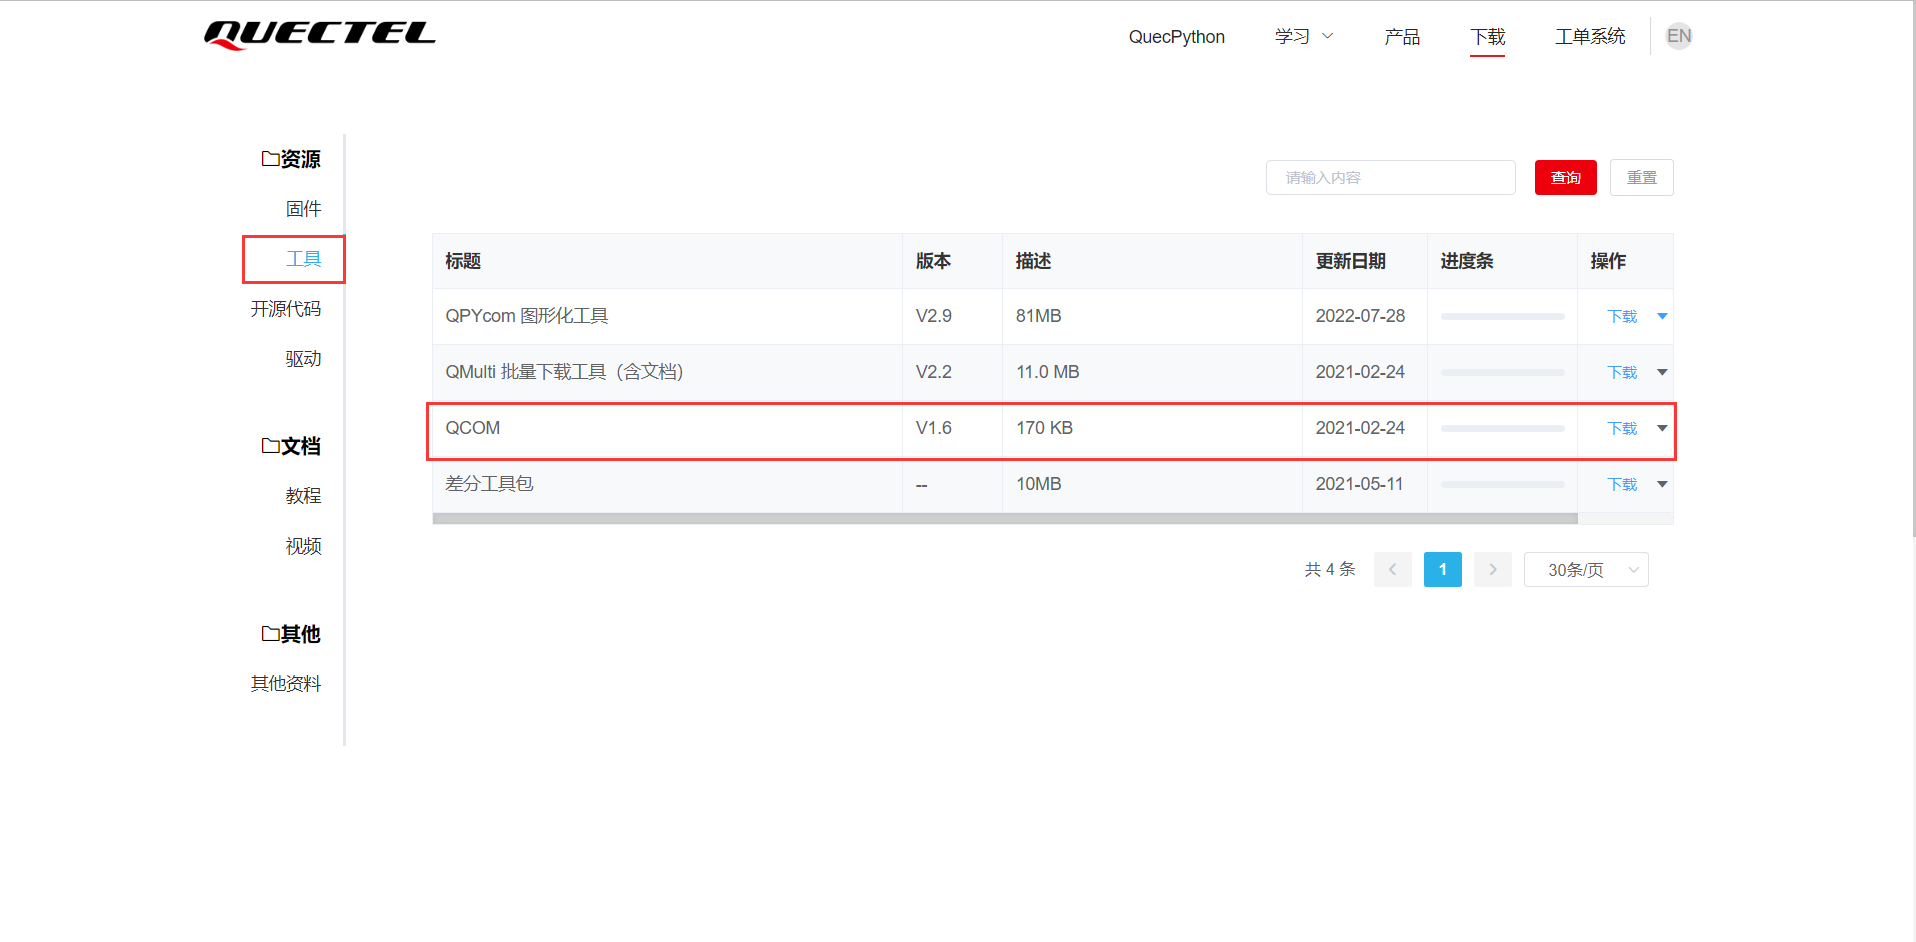 QUECTEL
QuecPython 学习 产品 下载 工单系统 EN
资源
固件
工具
开源代码
驱动
文档
教程
视频
其他
其他资料
请输入内容 查询 重置
标题 版本 描述 更新日期 进度条 操作
QPYcom 图形化工具 V2.9 81MB 2022-07-28 下载
QMulti 批量下载工具（含文档） V2.2 11.0 MB 2021-02-24 下载
QCOM V1.6 170 KB 2021-02-24 下载
差分工具包 -- 10MB 2021-05-11 下载
共 4 条 1 30条/页